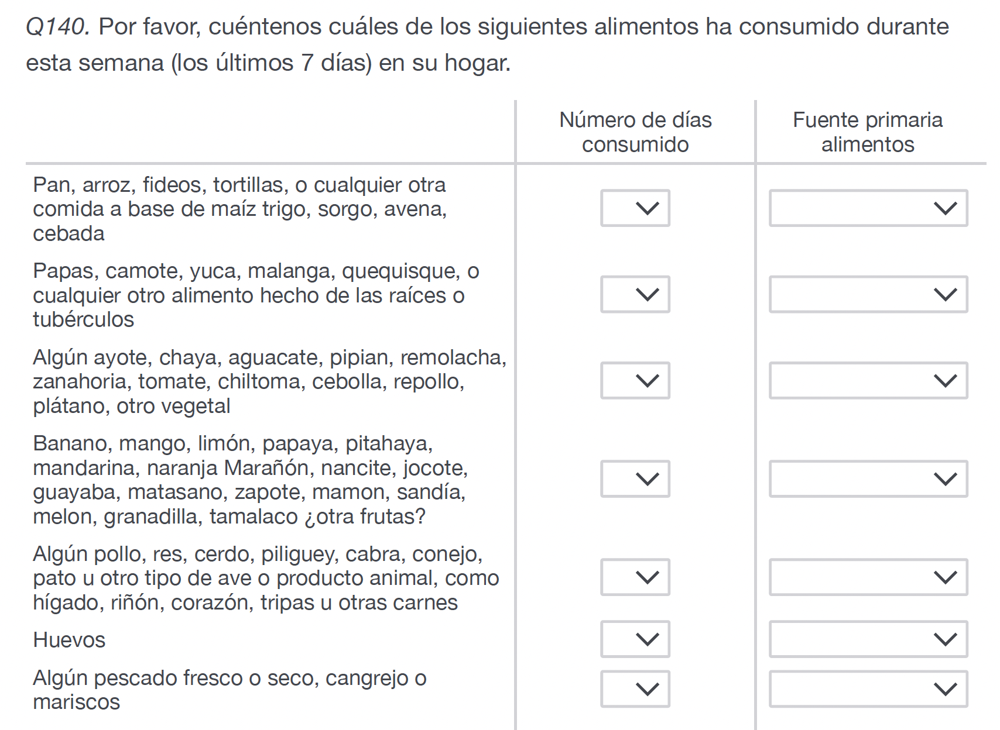 Q140. Por favor, cuéntenos cuáles de los siguientes alimentos ha consumido durante
esta semana (los últimos 7 días) en su hogar.
Número de días
consumido
Fuente primaria
alimentos
Pan, arroz, fideos, tortillas, o cualquier otra
comida a base de maíz trigo, sorgo, avena,
cebada
Papas, camote, yuca, malanga, quequisque, o
cualquier otro alimento hecho de las raíces o
tubérculos
Algún ayote, chaya, aguacate, pipian, remolacha,
zanahoria, tomate, chiltoma, cebolla, repollo,
plátano, otro vegetal
Banano, mango, limón, papaya, pitahaya,
mandarina, naranja Marañón, nancite, jocote,
guayaba, matasano, zapote, mamon, sandía,
melon, granadilla, tamalaco ¿otra frutas?
Algún pollo, res, cerdo, piliguey, cabra, conejo,
pato u otro tipo de ave o producto animal, como
hígado, riñón, corazón, tripas u otras carnes
Huevos
Algún pescado fresco o seco, cangrejo o
mariscos